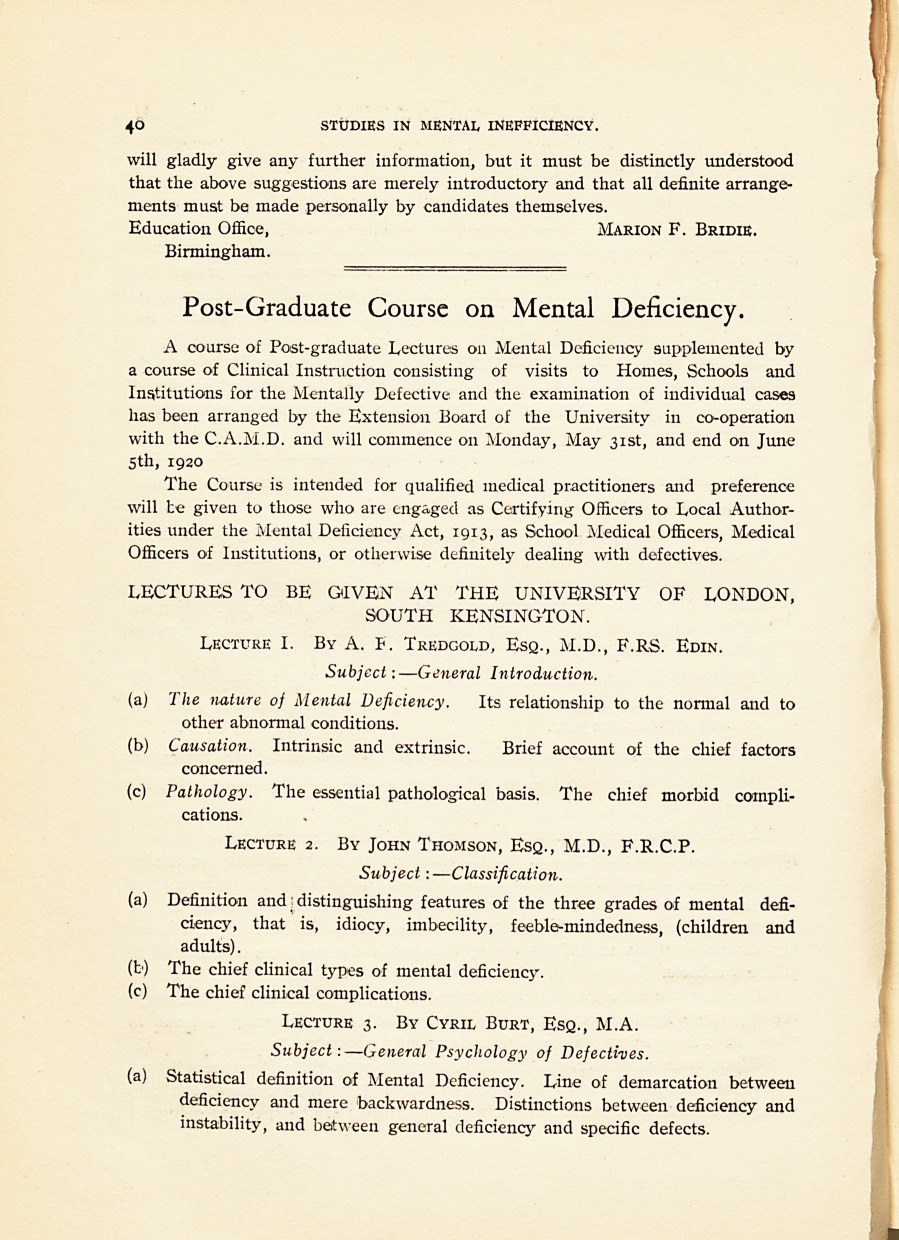 40 STUDIES IN MENTAL INEFFICIENCY.
will gladly give any further information, but it must be distinctly understood
that the above suggestions are merely introductory and that all definite arrange-
ments must be made personally by candidates themselves.
Education Office, MARION F. BRIDIE.
Birmingham.
Post-Graduate Course on Mental Deficiency.
A course of Post-graduate Lectures on Mental Deficiency supplemented by
a course of Clinical Instruction consisting of visits to Homes, Schools and
Institutions for the Mentally Defective and the examination of individual cases
has been arranged by the Extension Board of the University in co-operation
with the C.A.M.D. and will commence on Monday, May 31st, and end on June
5th, 1920
The Course is intended for qualified medical practitioners and preference
will be given to those who are engaged as Certifying Officers to Local Author-
ities under the Mental Deficiency Act, 1913, as School Medical Officers, Medical
Officers of Institutions, or otherwise definitely dealing with defectives.
LECTURES TO BE GIVEN AT THE UNIVERSITY OF LONDON,
SOUTH KENSINGTON.
LECTURE I. BY A. F. TREDGOLD, ESQ., M.D., F.RS. EDIN.
Subject:—General Introduction.
(a) The nature of Mental Deficiency. Its relationship to the normal and to
other abnormal conditions.
(b) Causation. Intrinsic and extrinsic. Brief account of the chief factors
concerned.
(c) Pathology. The essential pathological basis. The chief morbid compli-
cations.
LECTURE 2. BY JOHN THOMSON, ESQ., M.D., F.R.C.P.
Subject:—Classification.
(a) Definition and distinguishing features of the three grades of mental defi-
ciency, that is, idiocy, imbecility, feeble-mindedness, (children and
adults).
(b) The chief clinical types of mental deficiency.
(c) The chief clinical complications.
LECTURE 3. BY CYRIL BURT, ESQ., M.A.
Subject:—General Psychology of Defectives.
(a) Statistical definition of Mental Deficiency. Line of demarcation between
deficiency and mere backwardness. Distinctions between deficiency and
instability, and between general deficiency and specific defects.